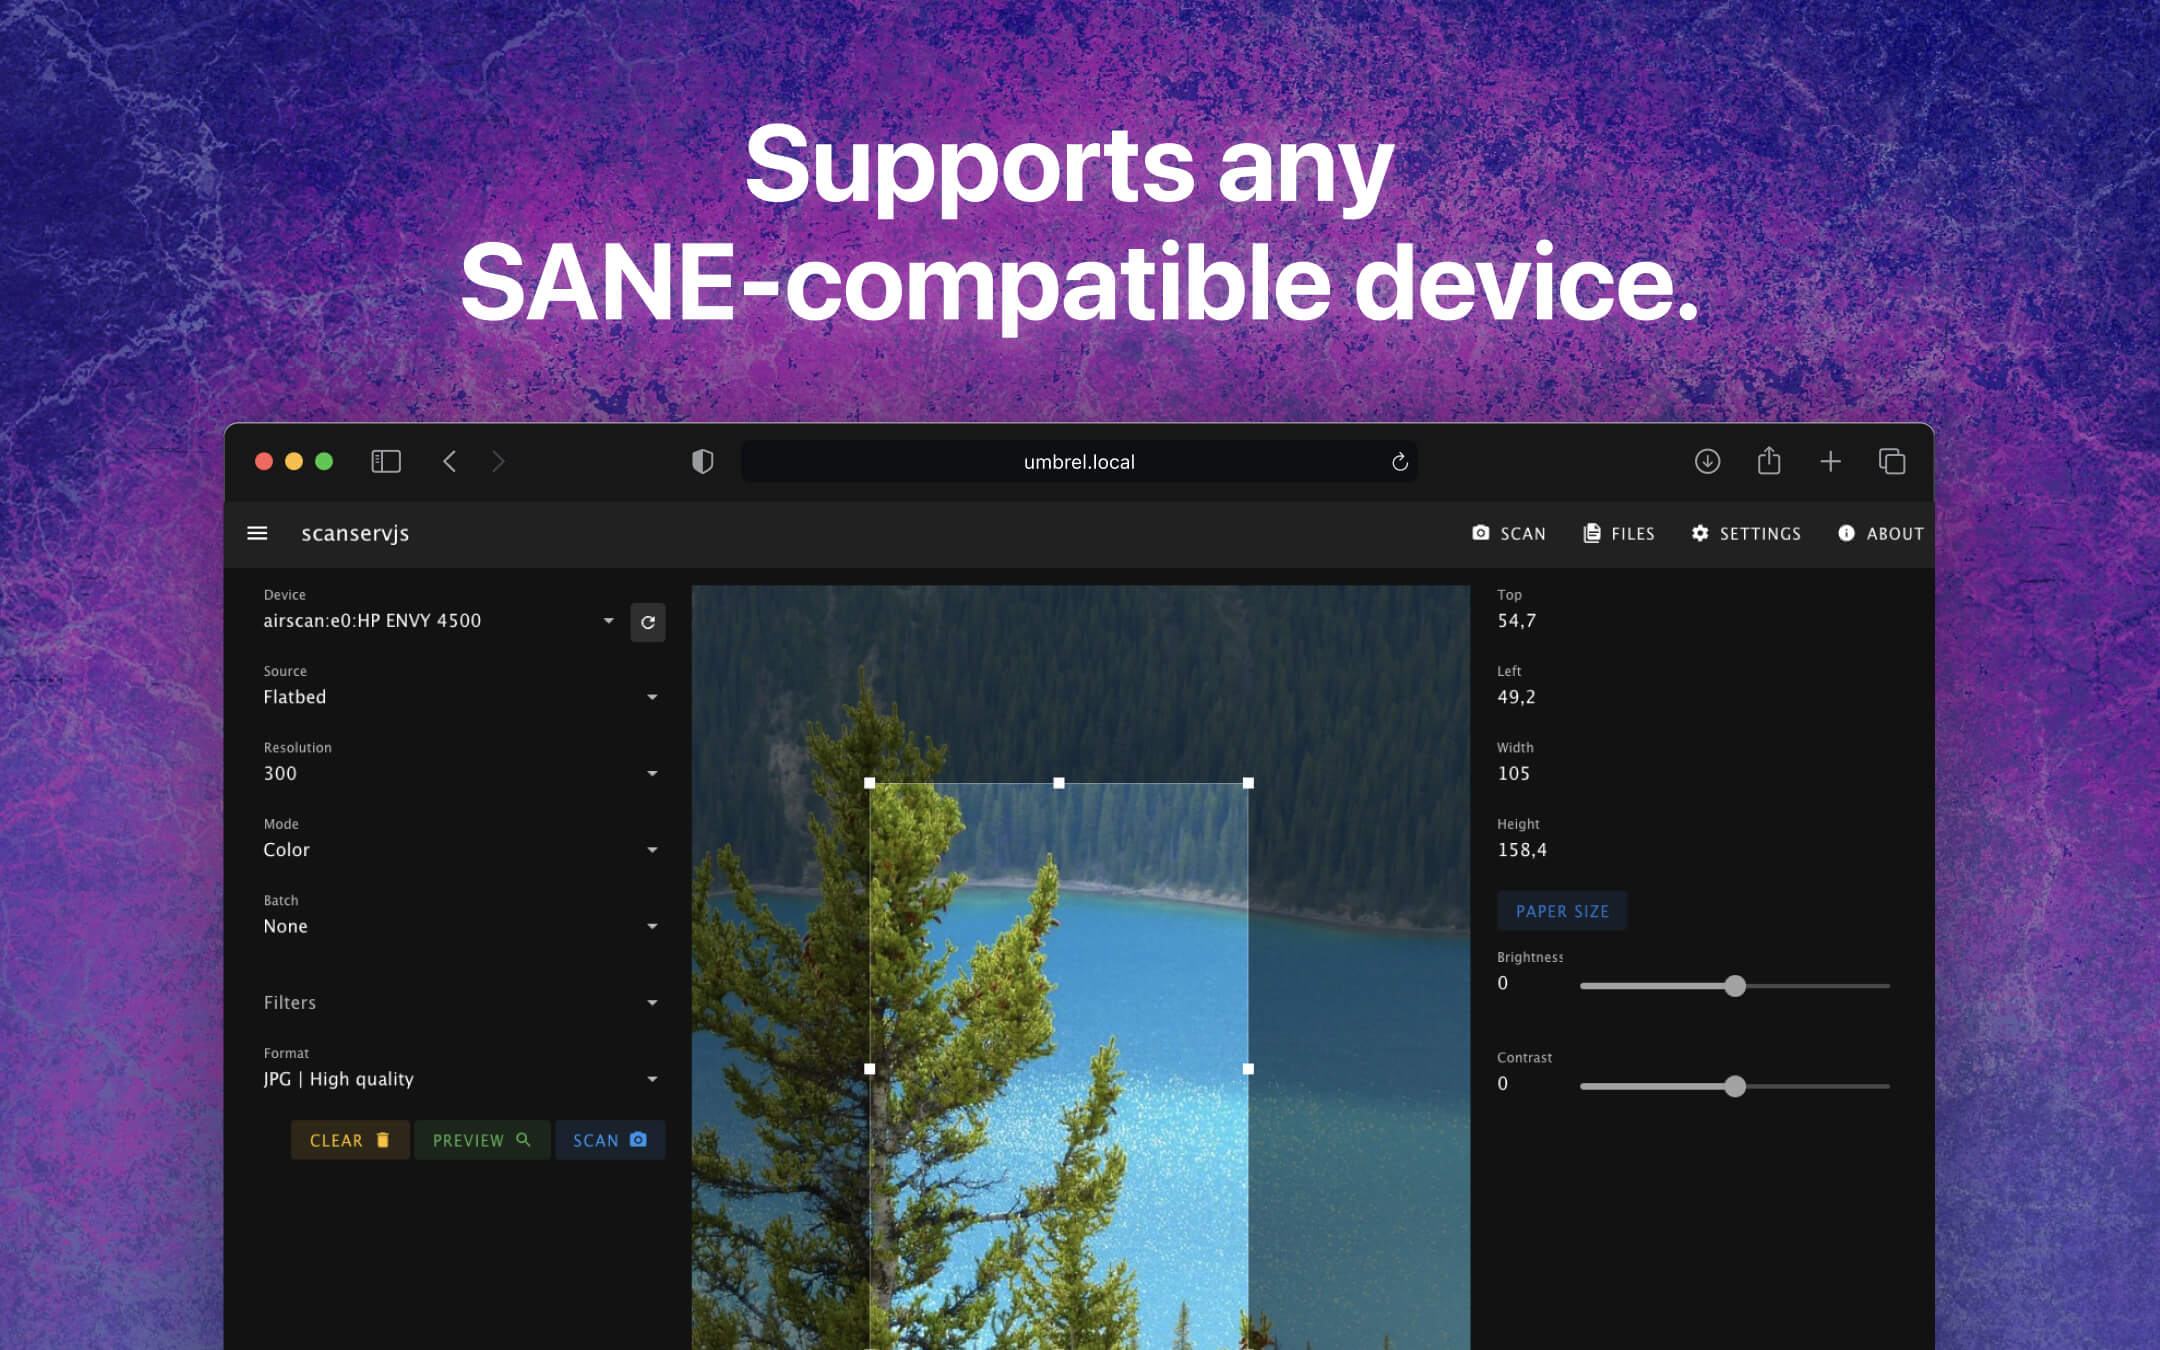 Supports any
SANE-compatible device.
umbrel.local
scanservjs
SCAN
FILES
SETTINGS
ABOUT
Device
airscan:e0:HP ENVY 4500
Source
Flatbed
Resolution
300
Mode
Color
Batch
None
Filters
Format
JPG | High quality
CLEAR
PREVIEW
SCAN
Top
54,7
Left
49,2
Width
105
Height
158,4
PAPER SIZE
Brightness
0
Contrast
0